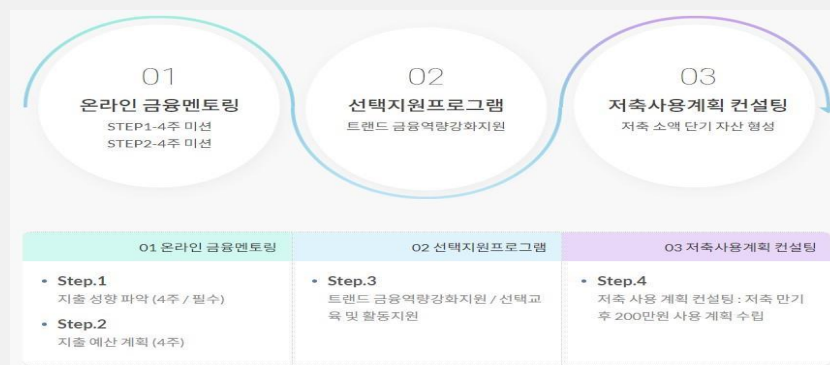 01
온라인 금융멘토링
STEP1-4주 미션
STEP2-4주 미션
02
선택지원프로그램
트랜드 금융역량강화지원
03
저축사용계획 컨설팅
저축 소액 단기 자산 형성
01 온라인 금융멘토링
• Step.1
지출 성향 파악 (4주 / 필수)
• Step.2
지출 예산 계획 (4주)
02 선택지원프로그램
• Step.3
트랜드 금융역량강화지원 / 선택교
육 및 활동지원
03 저축사용계획 컨설팅
• Step.4
저축 사용 계획 컨설팅 : 저축 만기
후 200만원 사용 계획 수립